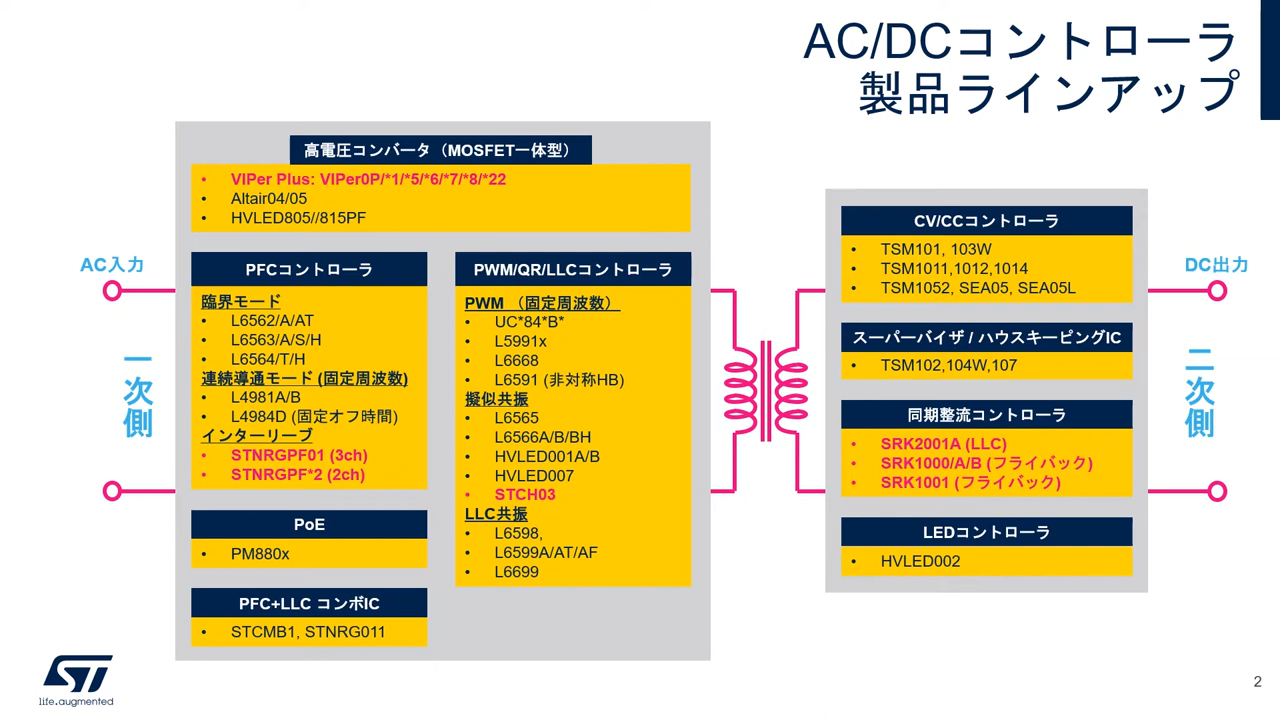 AC/DCコントローラ
製品ラインアップ
高電圧コンバータ（MOSFET一体型）
• VIPer Plus: VIPer0P/*1/*5/*6/*7/*8/*22
• Altair04/05
• HVLED805//815PF
AC入力
一次側
PFCコントローラ
臨界モード
• L6562/A/AT
• L6563/A/S/H
• L6564/T/H
連続導通モード (固定周波数)
• L4981A/B
• L4984D (固定オフ時間)
インターリーブ
• STNRGPF01 (3ch)
• STNRGPF*2 (2ch)
PoE
• PM880x
PFC+LLC コンボIC
• STCMB1, STNRG011
PWM/QR/LLCコントローラ
PWM （固定周波数）
• UC*84*B*
• L5991x
• L6668
• L6591 (非対称HB)
擬似共振
• L6565
• L6566A/B/BH
• HVLED001A/B
• HVLED007
• STCH03
LLC共振
• L6598,
• L6599A/AT/AF
• L6699
CV/CCコントローラ
• TSM101, 103W
• TSM1011,1012,1014
• TSM1052, SEA05, SEA05L
スーパーバイザ / ハウスキーピングIC
• TSM102,104W,107
同期整流コントローラ
• SRK2001A (LLC)
• SRK1000/A/B (フライバック)
• SRK1001 (フライバック)
LEDコントローラ
• HVLED002
DC出力
二次側
ST
life.augmented
2